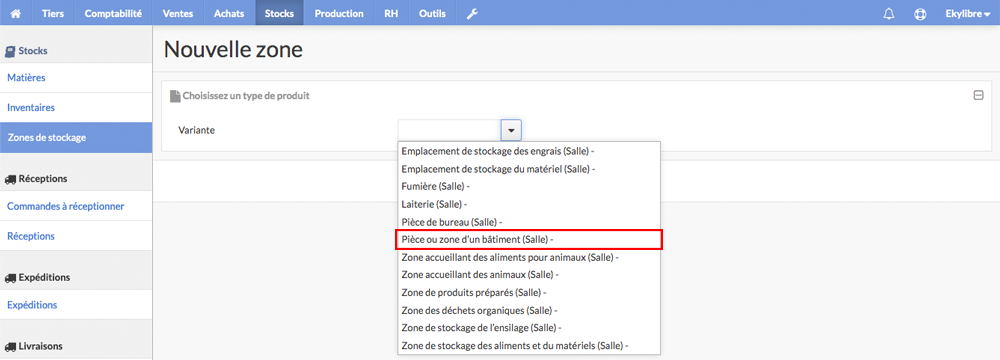 Tiers Comptabilité Ventes Achats Stocks Production RH Outils Ekylibre
Stocks
Matières
Inventaires
Zones de stockage
Réceptions
Commandes à réceptionner
Réceptions
Expéditions
Expéditions
Livraisons
Nouvelle zone
Choisissez un type de produit
Variante
Emplacement de stockage des engrais (Salle) -
Emplacement de stockage du matériel (Salle) -
Fumière (Salle) -
Laiterie (Salle) -
Pièce de bureau (Salle) -
Pièce ou zone d'un bâtiment (Salle) -
Zone accueillant des aliments pour animaux (Salle) -
Zone accueillant des animaux (Salle) -
Zone de produits préparés (Salle) -
Zone des déchets organiques (Salle) -
Zone de stockage de l'ensilage (Salle) -
Zone de stockage des aliments et du matériels (Salle) -